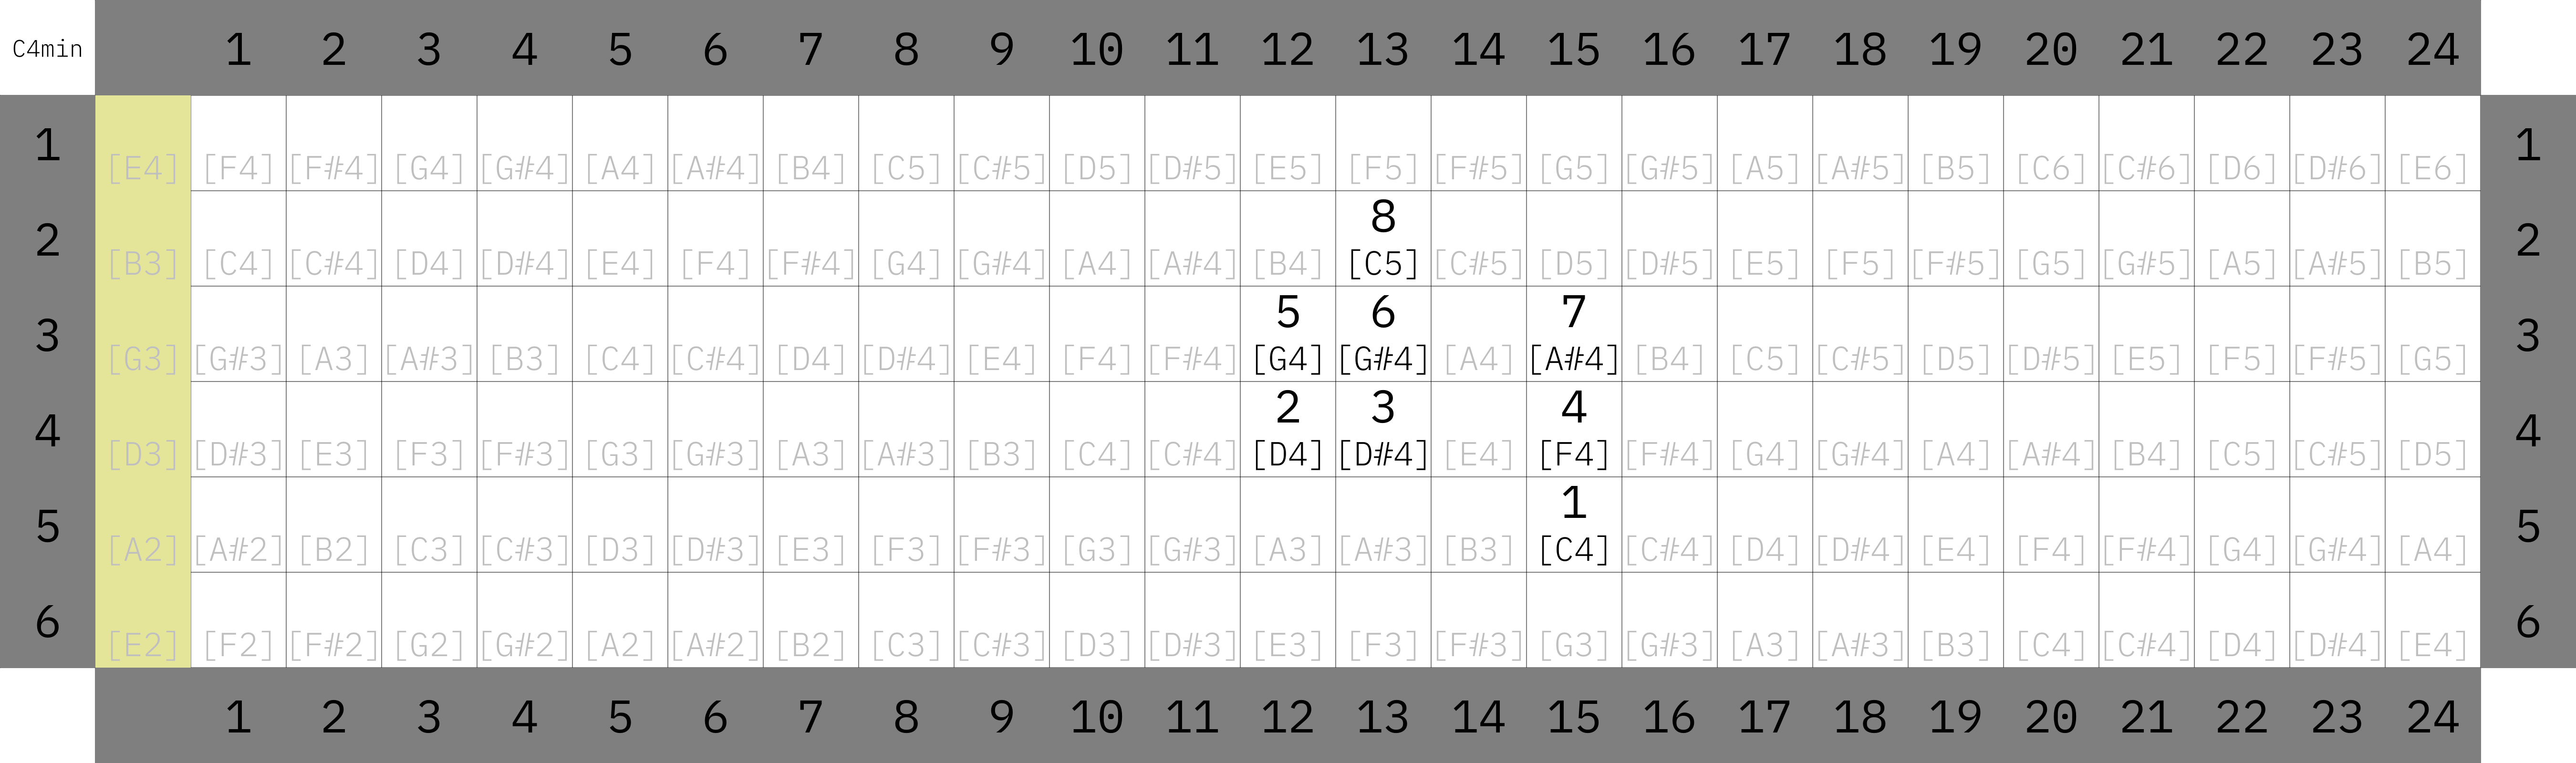 C4min 1 2 3 4 5 6 7 8 9 10 11 12 13 14 15 16 17 18 19 20 21 22 23 24
1 [E4] [F4] [F#4] [G4] [G#4] [A4] [A#4] [B4] [C5] [C#5] [D5] [D#5] [E5] [F5] [F#5] [G5] [G#5] [A5] [A#5] [B5] [C6] [C#6] [D6] [D#6] [E6] 1
8
2 [B3] [C4] [C#4] [D4] [D#4] [E4] [F4] [F#4] [G4] [G#4] [A4] [A#4] [B4] [C5] [C#5] [D5] [D#5] [E5] [F5] [F#5] [G5] [G#5] [A5] [A#5] [B5] 2
5 6 7
3 [G3] [G#3] [A3] [A#3] [B3] [C4] [C#4] [D4] [D#4] [E4] [F4] [F#4] [G4] [G#4] [A4] [A#4] [B4] [C5] [C#5] [D5] [D#5] [E5] [F5] [F#5] [G5] 3
2 3 4
4 [D3] [D#3] [E3] [F3] [F#3] [G3] [G#3] [A3] [A#3] [B3] [C4] [C#4] [D4] [D#4] [E4] [F4] [F#4] [G4] [G#4] [A4] [A#4] [B4] [C5] [C#5] [D5] 4
1
5 [A2] [A#2] [B2] [C3] [C#3] [D3] [D#3] [E3] [F3] [F#3] [G3] [G#3] [A3] [A#3] [B3] [C4] [C#4] [D4] [D#4] [E4] [F4] [F#4] [G4] [G#4] [A4] 5
6 [E2] [F2] [F#2] [G2] [G#2] [A2] [A#2] [B2] [C3] [C#3] [D3] [D#3] [E3] [F3] [F#3] [G3] [G#3] [A3] [A#3] [B3] [C4] [C#4] [D4] [D#4] [E4] 6
1 2 3 4 5 6 7 8 9 10 11 12 13 14 15 16 17 18 19 20 21 22 23 24